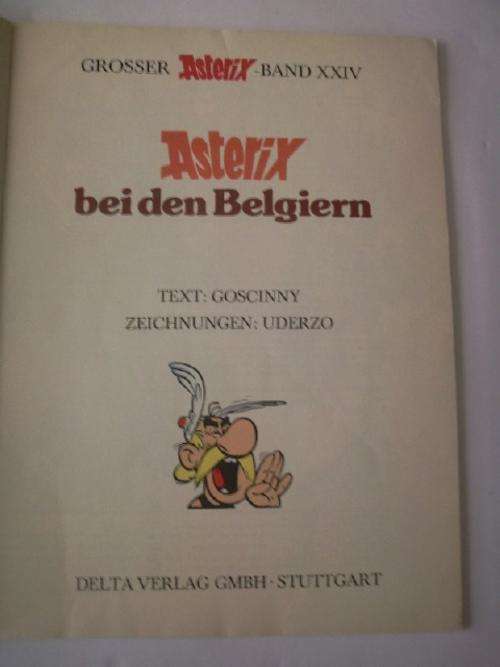 GROSSER Asterix-BAND XXIV
Asterix
bei den Belgiern
TEXT: GOSCINNY
ZEICHNUNGEN: UDERZO
DELTA VERLAG GMBH · STUTTGART